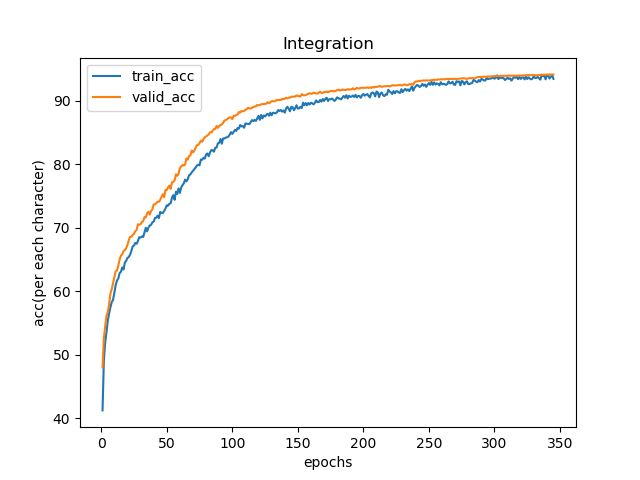 Integration
train_acc
valid_acc
acc(per each character)
90
80
70
60
50
40
0 50 100 150 200 250 300 350
epochs